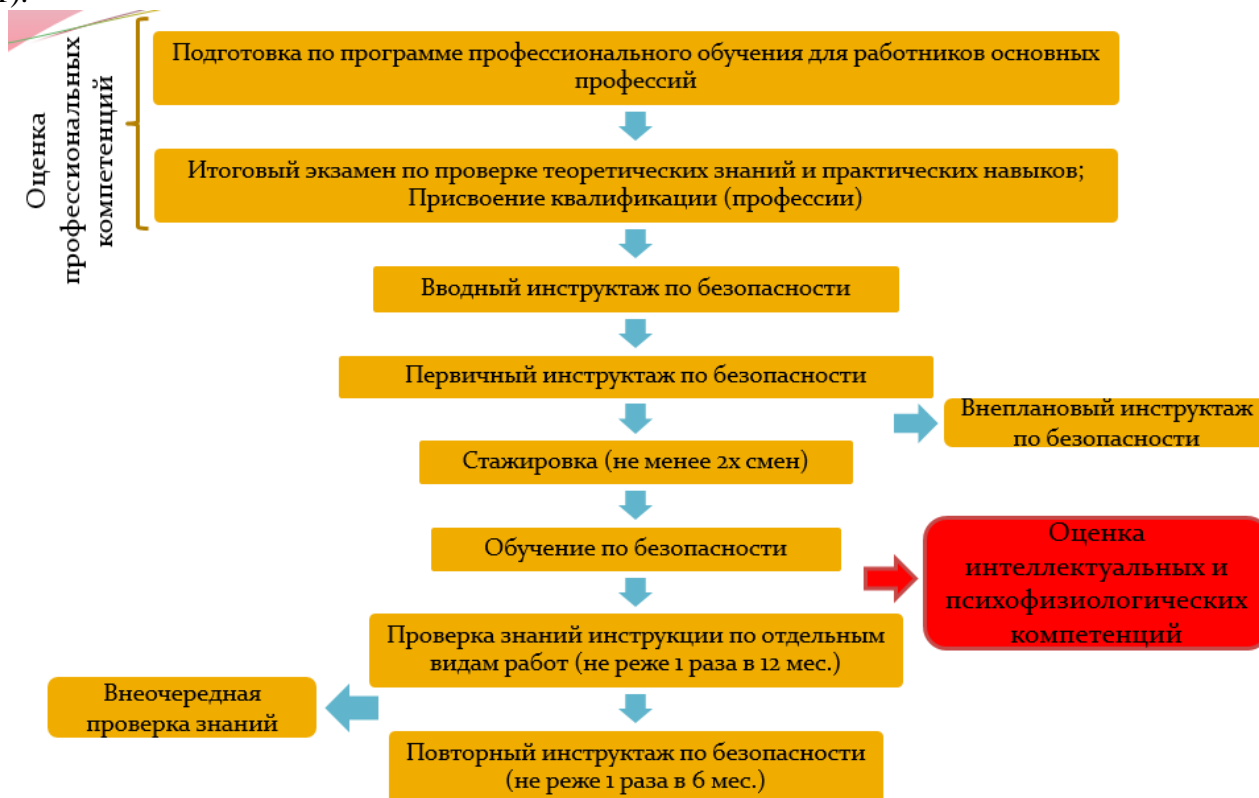 Подготовка по программе профессионального обучения для работников основных
профессий
Оценка
профессиональных
компетенций
Итоговый экзамен по проверке теоретических знаний и практических навыков;
Присвоение квалификации (профессии)
Вводный инструктаж по безопасности
Первичный инструктаж по безопасности
Внеплановый инструктаж
по безопасности
Стажировка (не менее 2х смен)
Обучение по безопасности
Оценка
интеллектуальных и
психофизиологических
компетенций
Проверка знаний инструкции по отдельным
видам работ (не реже 1 раза в 12 мес.)
Внеочередная
проверка знаний
Повторный инструктаж по безопасности
(не реже 1 раза в 6 мес.)